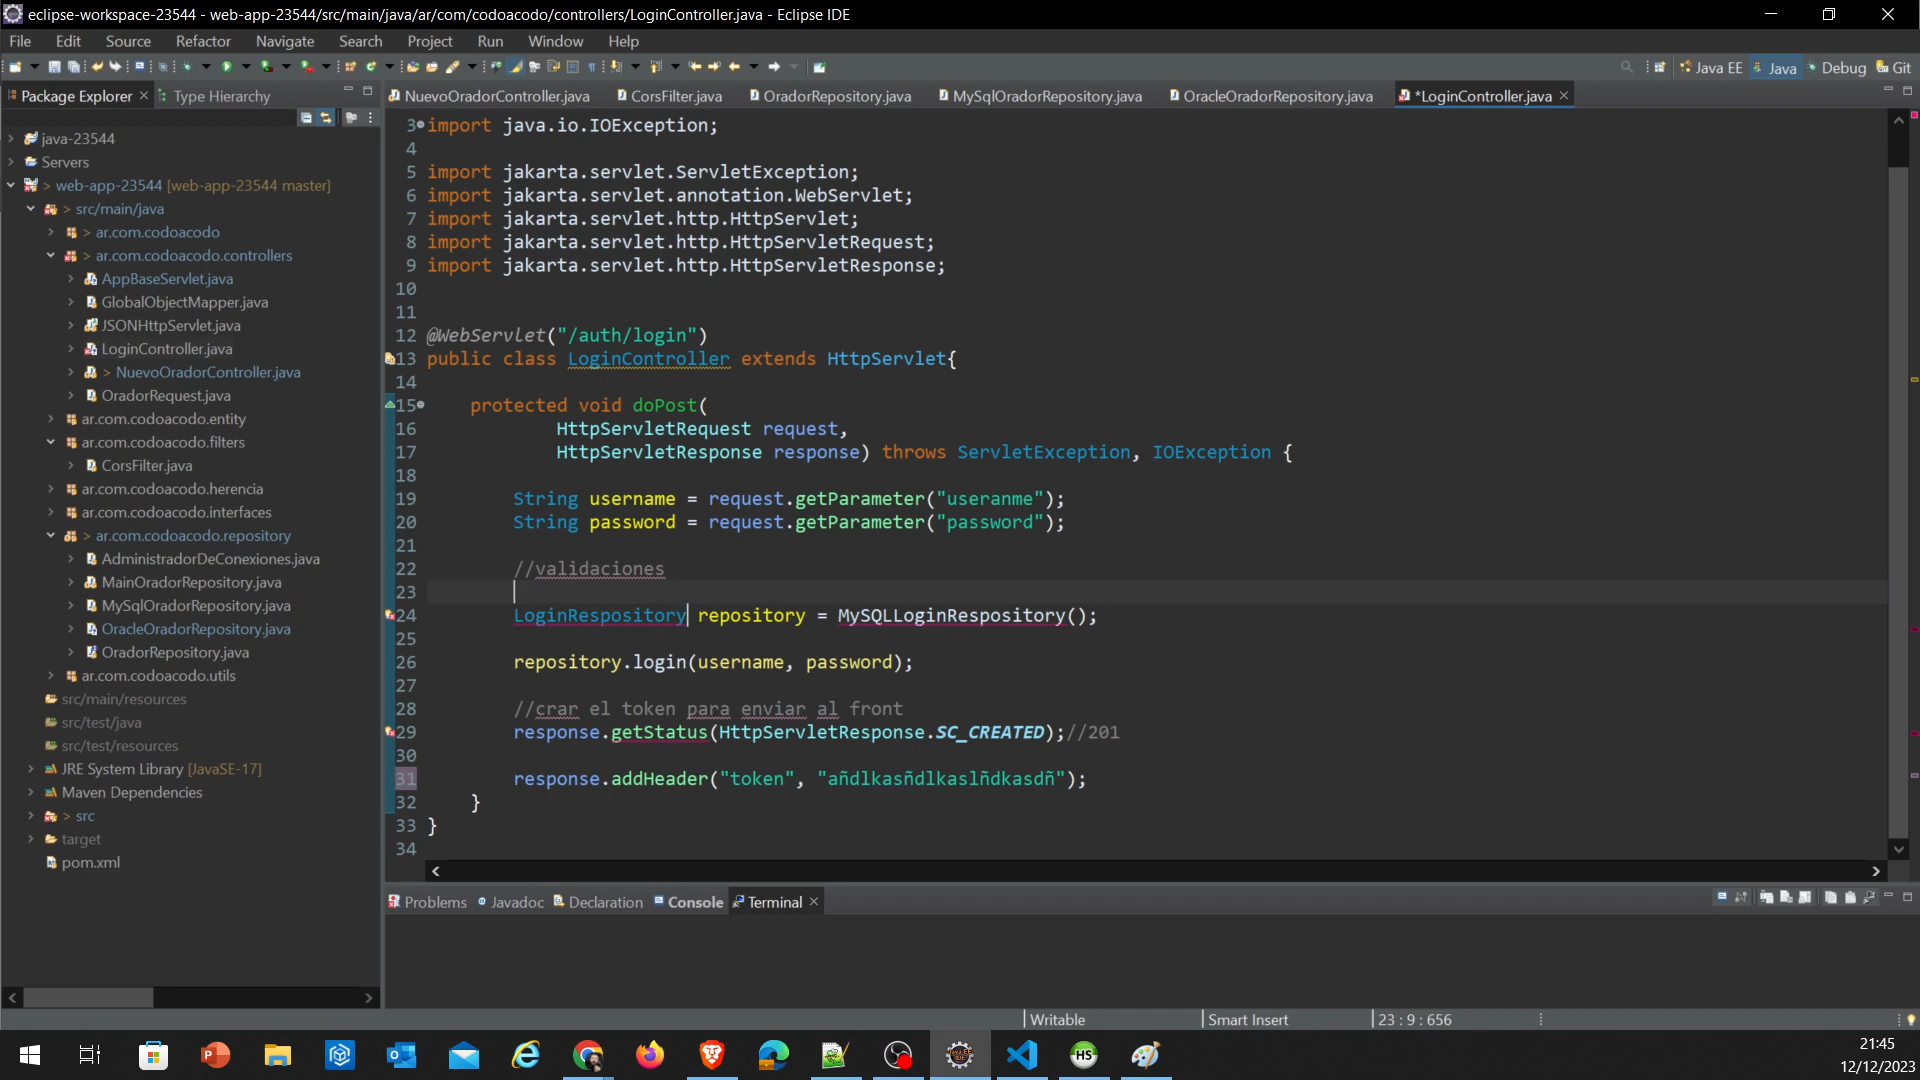 eclipse-workspace-23544 - web-app-23544/src/main/java/ar/com/codoacodo/controllers/LoginController.java - Eclipse IDE
File Edit Source Refactor Navigate Search Project Run Window Help
Java EE Java Debug Git
Package Explorer Type Hierarchy
NuevoOradorController.java CorsFilter.java OradorRepository.java MySqlOradorRepository.java OracleOradorRepository.java *LoginController.java
java-23544
Servers
> web-app-23544 [web-app-23544 master]
> src/main/java
> ar.com.codoacodo
> ar.com.codoacodo.controllers
AppBaseServlet.java
GlobalObjectMapper.java
JSONHttpServlet.java
LoginController.java
> NuevoOradorController.java
OradorRequest.java
ar.com.codoacodo.entity
ar.com.codoacodo.filters
CorsFilter.java
ar.com.codoacodo.herencia
ar.com.codoacodo.interfaces
> ar.com.codoacodo.repository
AdministradorDeConexiones.java
MainOradorRepository.java
MySqlOradorRepository.java
OracleOradorRepository.java
OradorRepository.java
ar.com.codoacodo.utils
src/main/resources
src/test/java
src/test/resources
JRE System Library [JavaSE-17]
Maven Dependencies
> src
target
pom.xml
3 import java.io.IOException;
4
5 import jakarta.servlet.ServletException;
6 import jakarta.servlet.annotation.WebServlet;
7 import jakarta.servlet.http.HttpServlet;
8 import jakarta.servlet.http.HttpServletRequest;
9 import jakarta.servlet.http.HttpServletResponse;
10
11
12 @WebServlet("/auth/login")
13 public class LoginController extends HttpServlet{
14
15 protected void doPost(
16 HttpServletRequest request,
17 HttpServletResponse response) throws ServletException, IOException {
18
19 String username = request.getParameter("useranme");
20 String password = request.getParameter("password");
21
22 //validaciones
23
24 LoginRespository repository = MySQLLoginRespository();
25
26 repository.login(username, password);
27
28 //crar el token para enviar al front
29 response.getStatus(HttpServletResponse.SC_CREATED);//201
30
31 response.addHeader("token", "añdlkasñdlkaslñdkasdñ");
32 }
33 }
34
Problems Javadoc Declaration Console Terminal
Writable Smart Insert 23 : 9 : 656
21:45
12/12/2023